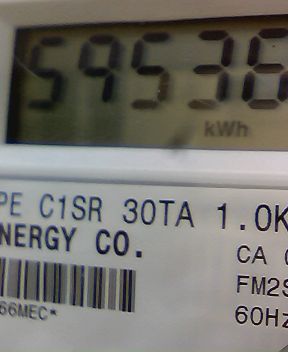 59536
kWh
PE C1SR 30TA 1.0K
NERGY CO.
CA
FM2S
66MEC*
60Hz